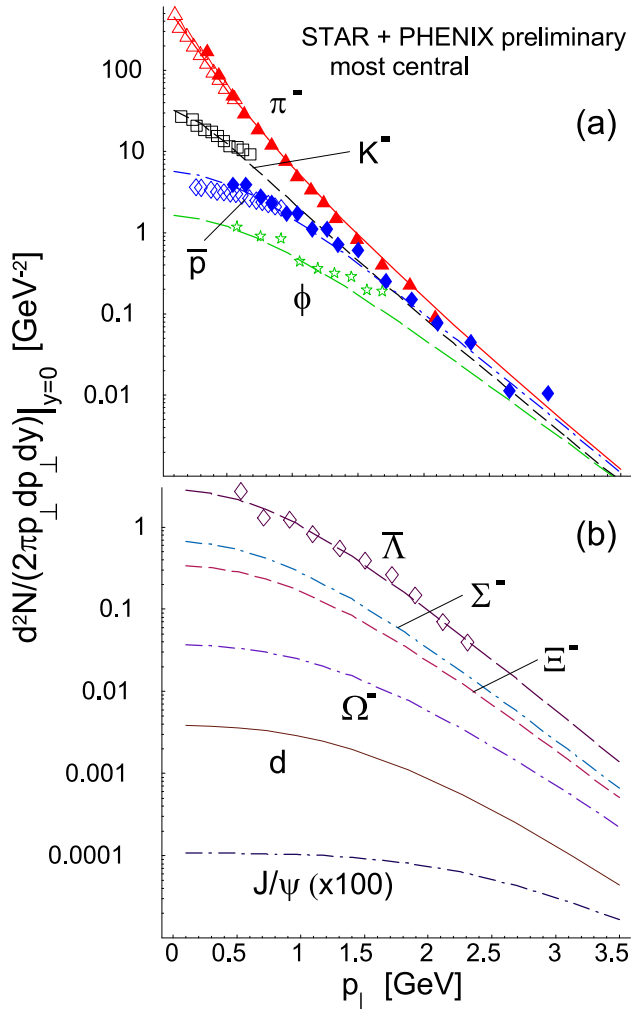 STAR + PHENIX preliminary
most central
100
10
1
0.1
0.01
(a)
π⁻
K⁻
p̅
ϕ
d²N/(2πp⊥ dp⊥ dy)|y=0 [GeV⁻²]
(b)
1
0.1
0.01
0.001
0.0001
Λ̅
Σ⁻
Ξ⁻
Ω⁻
d
J/ψ (x100)
0 0.5 1 1.5 2 2.5 3 3.5
p⊥ [GeV]